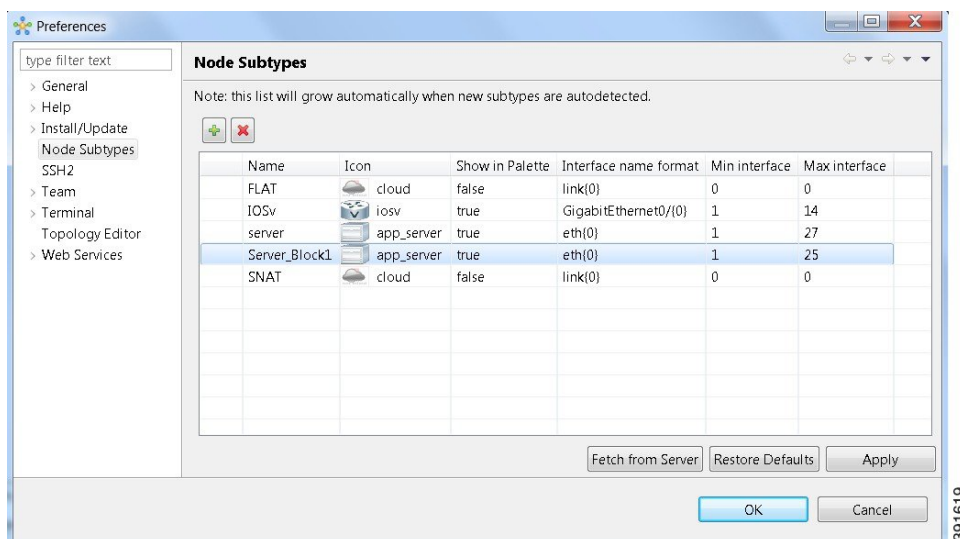 Preferences
type filter text
General
Help
Install/Update
Node Subtypes
SSH2
Team
Terminal
Topology Editor
Web Services
Node Subtypes
Note: this list will grow automatically when new subtypes are autodetected.
Name Icon Show in Palette Interface name format Min interface Max interface
FLAT cloud false link{0} 0 0
IOSv iosv true GigabitEthernet0/{0} 1 14
server app_server true eth{0} 1 27
Server_Block1 app_server true eth{0} 1 25
SNAT cloud false link{0} 0 0
Fetch from Server Restore Defaults Apply
OK Cancel
391619